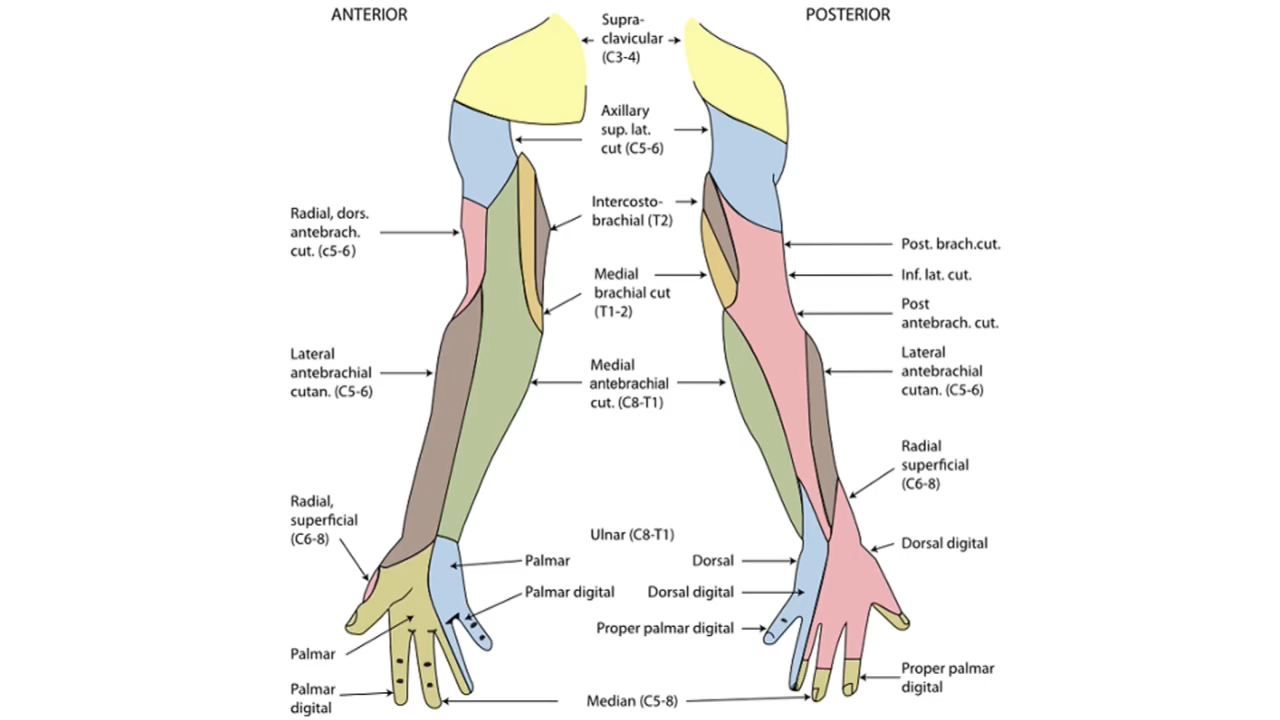 ANTERIOR
POSTERIOR
Supra-
clavicular
(C3-4)
Axillary
sup. lat.
cut (C5-6)
Intercosto-
brachial (T2)
Medial
brachial cut
(T1-2)
Medial
antebrachial
cut. (C8-T1)
Radial, dors.
antebrach.
cut. (c5-6)
Lateral
antebrachial
cutan. (C5-6)
Radial,
superficial
(C6-8)
Palmar
Palmar
digital
Ulnar (C8-T1)
Palmar
Palmar digital
Dorsal
Dorsal digital
Proper palmar digital
Median (C5-8)
Post. brach.cut.
Inf. lat. cut.
Post
antebrach. cut.
Lateral
antebrachial
cutan. (C5-6)
Radial
superficial
(C6-8)
Dorsal digital
Proper palmar
digital